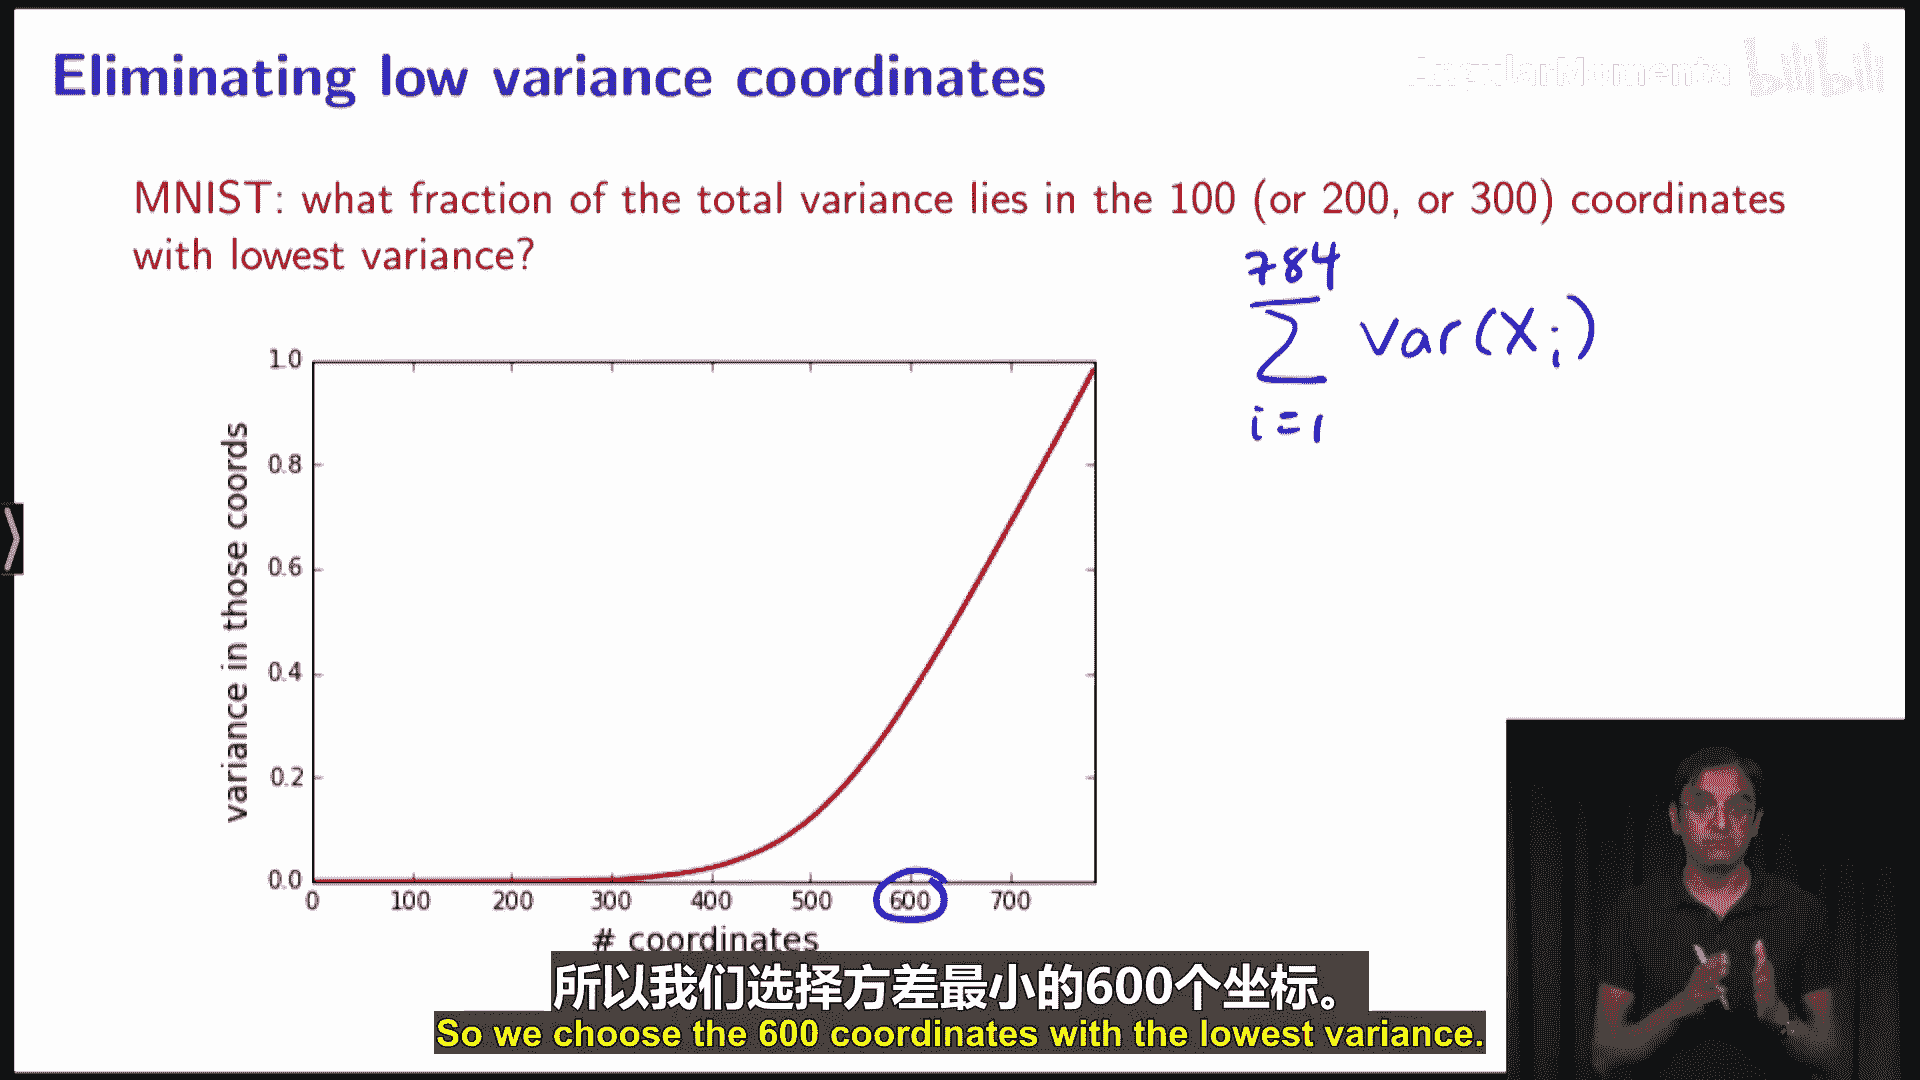 Eliminating low variance coordinates
AngularMomenta bilibili
MNIST: what fraction of the total variance lies in the 100 (or 200, or 300) coordinates
with lowest variance?
784
∑ var(Xi)
i=1
variance in those coords
1.0
0.8
0.6
0.4
0.2
0.0
0 100 200 300 400 500 600 700
# coordinates
所以我们选择方差最小的600个坐标。
So we choose the 600 coordinates with the lowest variance.